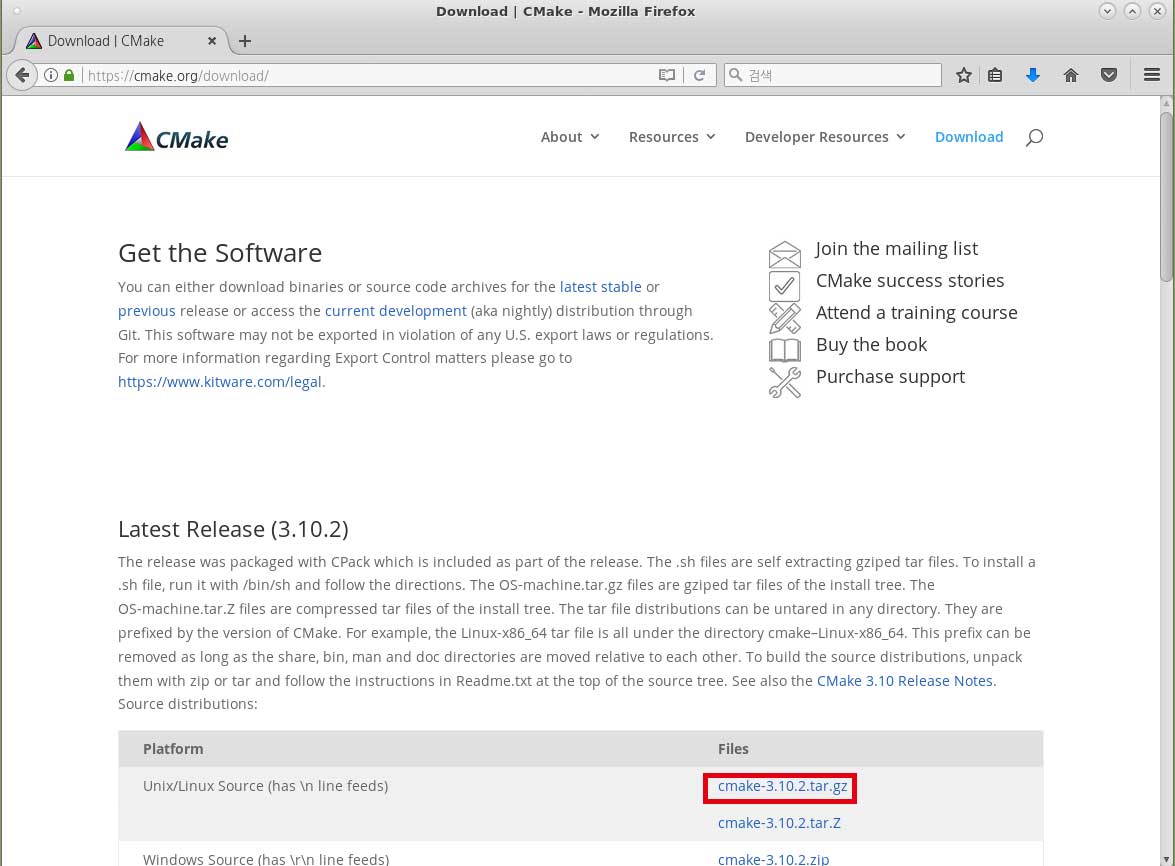 Download | CMake - Mozilla Firefox
Download | CMake
https://cmake.org/download/
검색
CMake
About
Resources
Developer Resources
Download
Get the Software
You can either download binaries or source code archives for the latest stable or
previous release or access the current development (aka nightly) distribution through
Git. This software may not be exported in violation of any U.S. export laws or regulations.
For more information regarding Export Control matters please go to
https://www.kitware.com/legal.
Join the mailing list
CMake success stories
Attend a training course
Buy the book
Purchase support
Latest Release (3.10.2)
The release was packaged with CPack which is included as part of the release. The .sh files are self extracting gziped tar files. To install a
.sh file, run it with /bin/sh and follow the directions. The OS-machine.tar.gz files are gziped tar files of the install tree. The
OS-machine.tar.Z files are compressed tar files of the install tree. The tar file distributions can be untared in any directory. They are
prefixed by the version of CMake. For example, the Linux-x86_64 tar file is all under the directory cmake–Linux-x86_64. This prefix can be
removed as long as the share, bin, man and doc directories are moved relative to each other. To build the source distributions, unpack
them with zip or tar and follow the instructions in Readme.txt at the top of the source tree. See also the CMake 3.10 Release Notes.
Source distributions:
Platform Files
Unix/Linux Source (has \n line feeds) cmake-3.10.2.tar.gz
cmake-3.10.2.tar.Z
Windows Source (has \r\n line feeds) cmake-3.10.2.zip